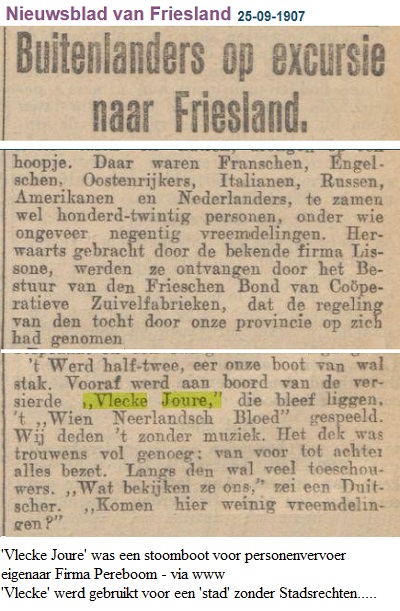 Nieuwsblad van Friesland 25-09-1907
Buitenlanders op excursie
naar Friesland.
hoopje. Daar waren Franschen, Engel-
schen, Oostenrijkers, Italianen, Russen,
Amerikanen en Nederlanders, te zamen
wel honderd-twintig personen, onder wie
ongeveer negentig vreemdelingen. Her-
waarts gebracht door de bekende firma Lis-
sone, werden ze ontvangen door het Be-
stuur van den Frieschen Bond van Coöpe-
ratieve Zuivelfabrieken, dat de regeling
van den tocht door onze provincie op zich
had genomen
't Werd half-twee, eer onze boot van wal
stak. Vooraf werd aan boord van de ver-
sierde „Vlecke Joure," die bleef liggen,
't „Wien Neerlandsch Bloed" gespeeld.
Wij deden 't zonder muziek. Het dek was
trouwens vol genoeg; van voor tot achter
alles bezet. Langs den wal veel toeschou-
wers. „Wat bekijken ze ons," zei een Duit-
scher. „Komen hier weinig vreemdelin-
gen?"
'Vlecke Joure' was een stoomboot voor personenvervoer
eigenaar Firma Pereboom - via www
'Vlecke' werd gebruikt voor een 'stad' zonder Stadsrechten.....